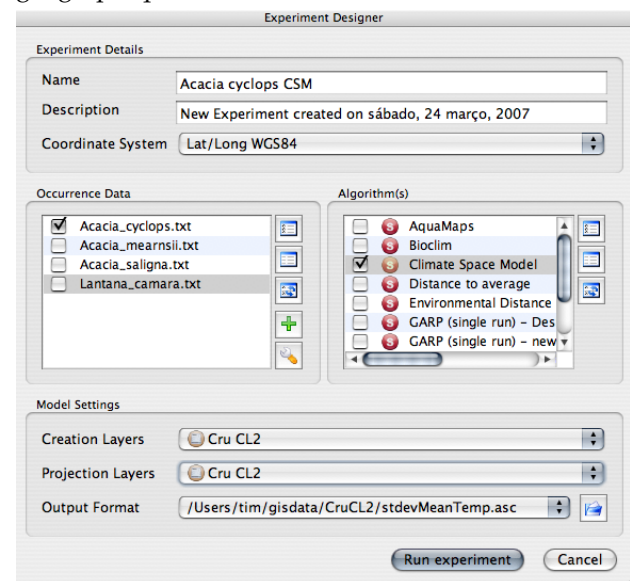 Experiment Designer
Experiment Details
Name
Acacia cyclops CSM
Description
New Experiment created on sábado, 24 março, 2007
Coordinate System
Lat/Long WGS84
Occurrence Data
Acacia_cyclops.txt
Acacia_mearnsii.txt
Acacia_saligna.txt
Lantana_camara.txt
Algorithm(s)
S AquaMaps
S Bioclim
S Climate Space Model
S Distance to average
S Environmental Distance
S GARP (single run) – Des
S GARP (single run) – new
Model Settings
Creation Layers
Cru CL2
Projection Layers
Cru CL2
Output Format
/Users/tim/gisdata/CruCL2/stdevMeanTemp.asc
Run experiment
Cancel